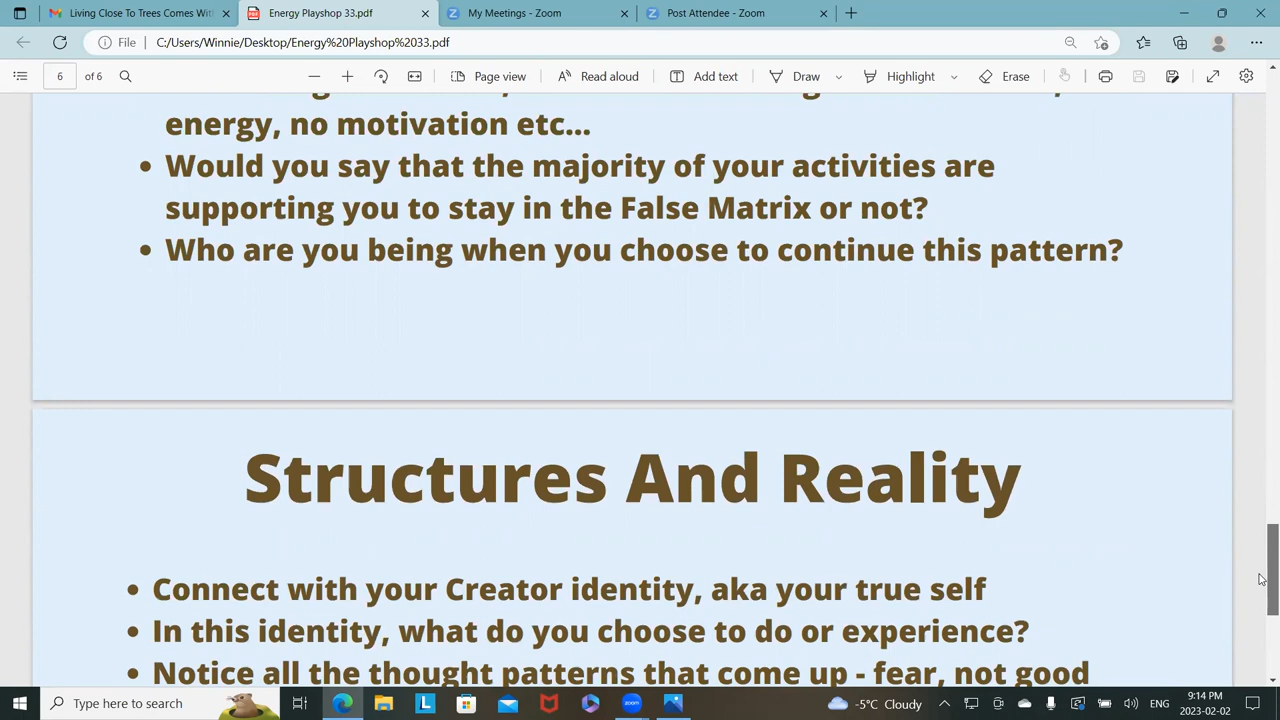 Living Close To Trees Comes Wit
Energy Playshop 33.pdf
My Meetings - Zoom
Post Attendee - Zoom
File
C:/Users/Winnie/Desktop/Energy%20Playshop%2033.pdf
6 of 6
Page view
Read aloud
Add text
Draw
Highlight
Erase
energy, no motivation etc...
• Would you say that the majority of your activities are
supporting you to stay in the False Matrix or not?
• Who are you being when you choose to continue this pattern?
Structures And Reality
• Connect with your Creator identity, aka your true self
• In this identity, what do you choose to do or experience?
• Notice all the thought patterns that come up - fear, not good
Type here to search
L
zoom
-5°C Cloudy
ENG
9:14 PM
2023-02-02